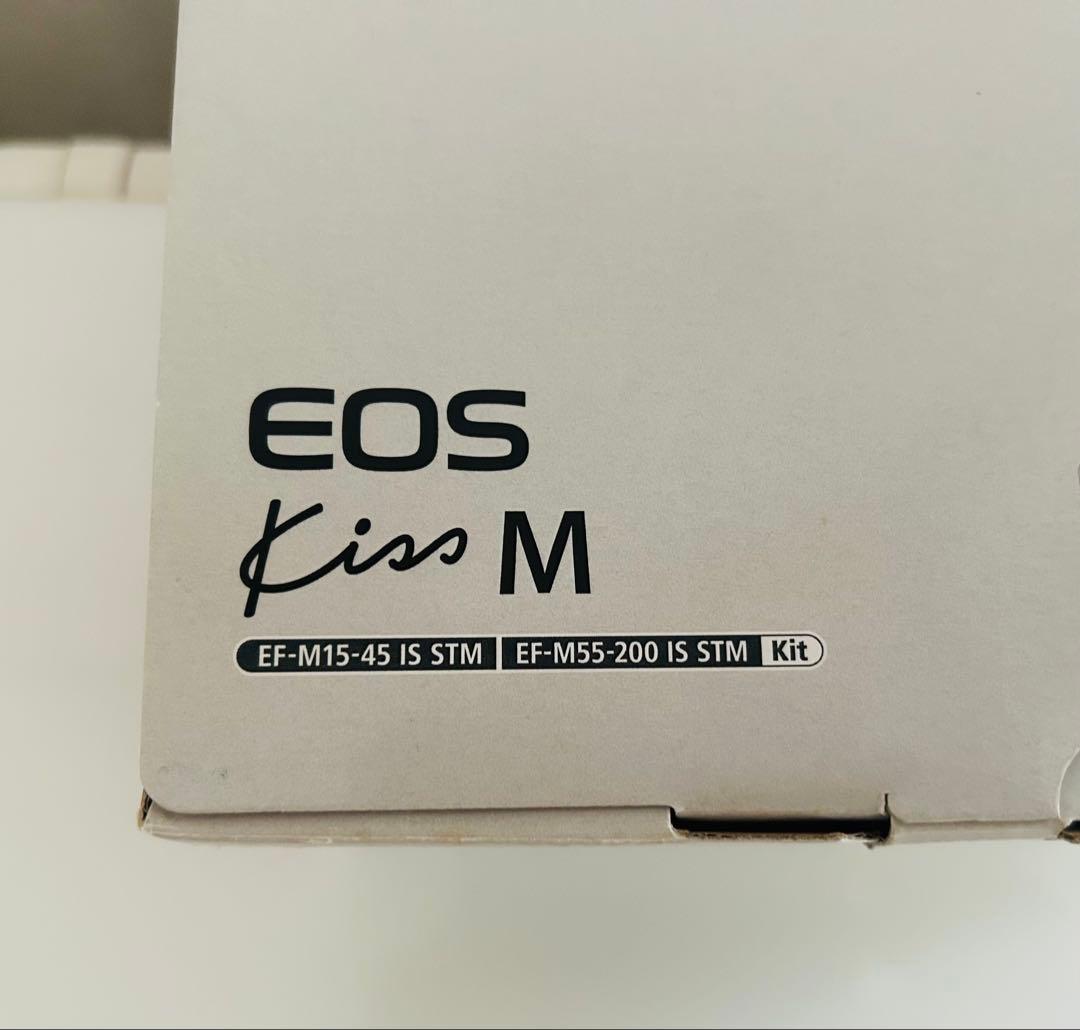 EOS
Kiss M
EF-M15-45 IS STM EF-M55-200 IS STM Kit